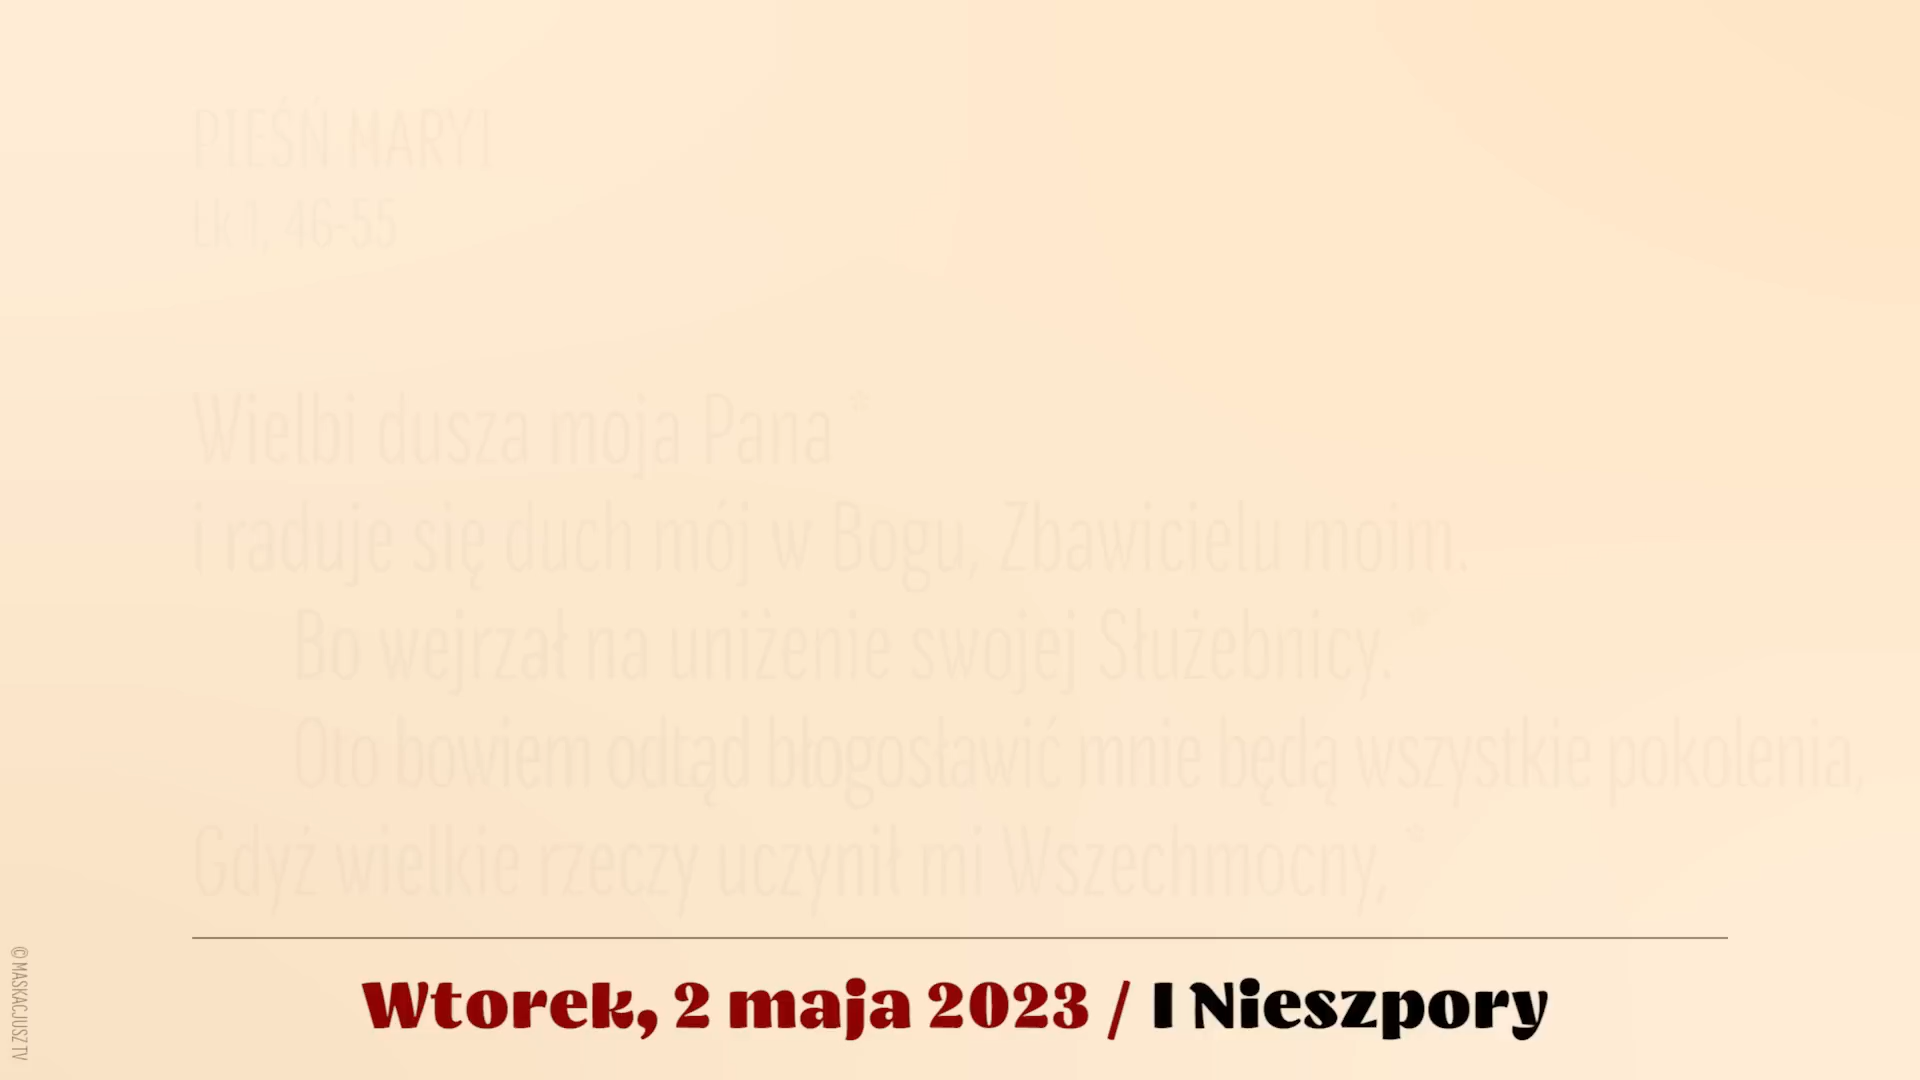 PIEŚŃ MARYI
Łk 1, 46-55
Wielbi dusza moja Pana *
i raduje się duch mój w Bogu, Zbawicielu moim.
Bo wejrzał na uniżenie swojej Służebnicy. *
Oto bowiem odtąd błogosławić mnie będą wszystkie pokolenia,
Gdyż wielkie rzeczy uczynił mi Wszechmocny, *
Wtorek, 2 maja 2023 / I Nieszpory
© MASKACJUSZ TV